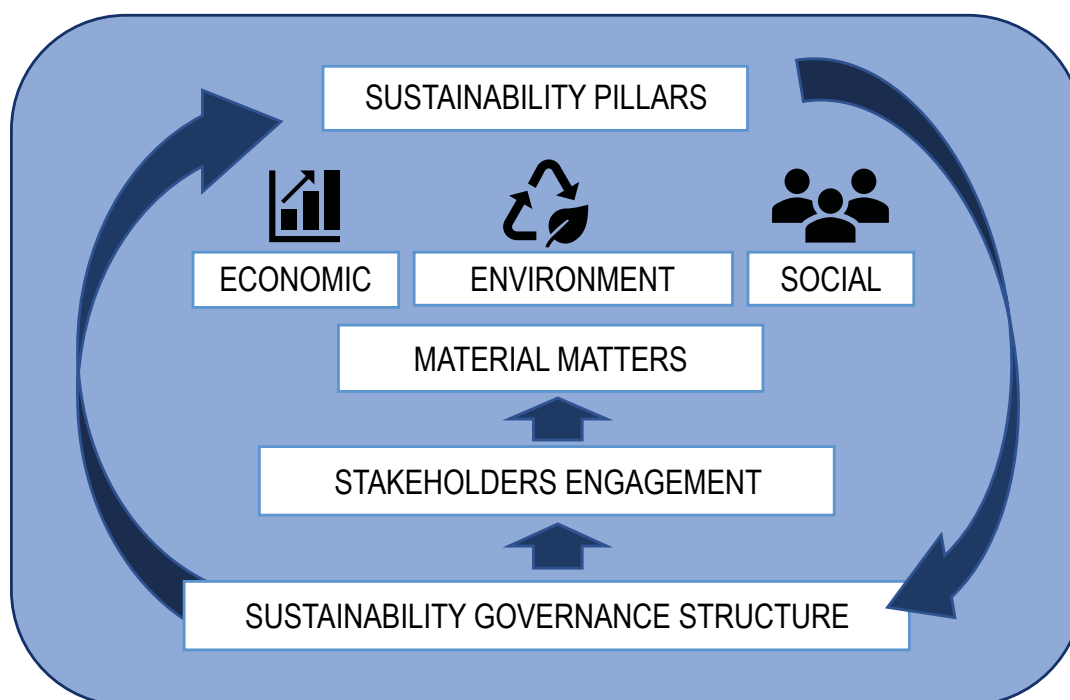 SUSTAINABILITY PILLARS
ECONOMIC
ENVIRONMENT
SOCIAL
MATERIAL MATTERS
STAKEHOLDERS ENGAGEMENT
SUSTAINABILITY GOVERNANCE STRUCTURE